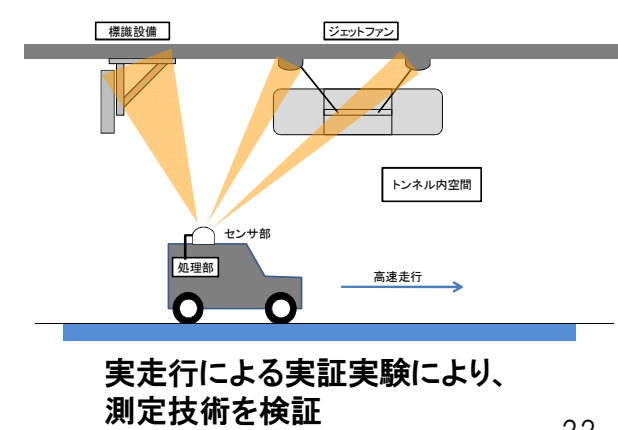 標識設備
ジェットファン
トンネル内空間
センサ部
処理部
高速走行
実走行による実証実験により、
測定技術を検証